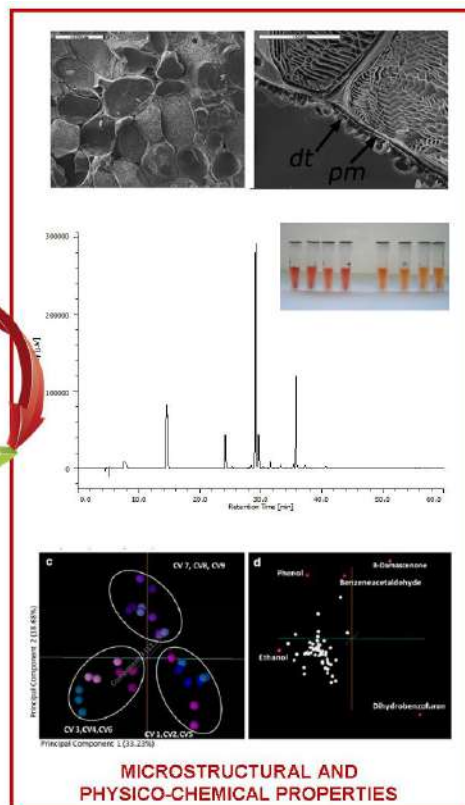 dt
pm
300000
200000
100000
0
0.0 10.0 20.0 30.0 40.0 50.0 60.0
Retention Time [min]
c
CV 7, CV8, CV9
CV 3,CV4,CV6
CV 1,CV2,CV5
Principal Component 2 (18.68%)
Principal Component 1 (33.23%)
d
Phenol
B-Damascenone
Benzeneacetaldehyde
Ethanol
Dihydrobenzofuran
MICROSTRUCTURAL AND
PHYSICO-CHEMICAL PROPERTIES